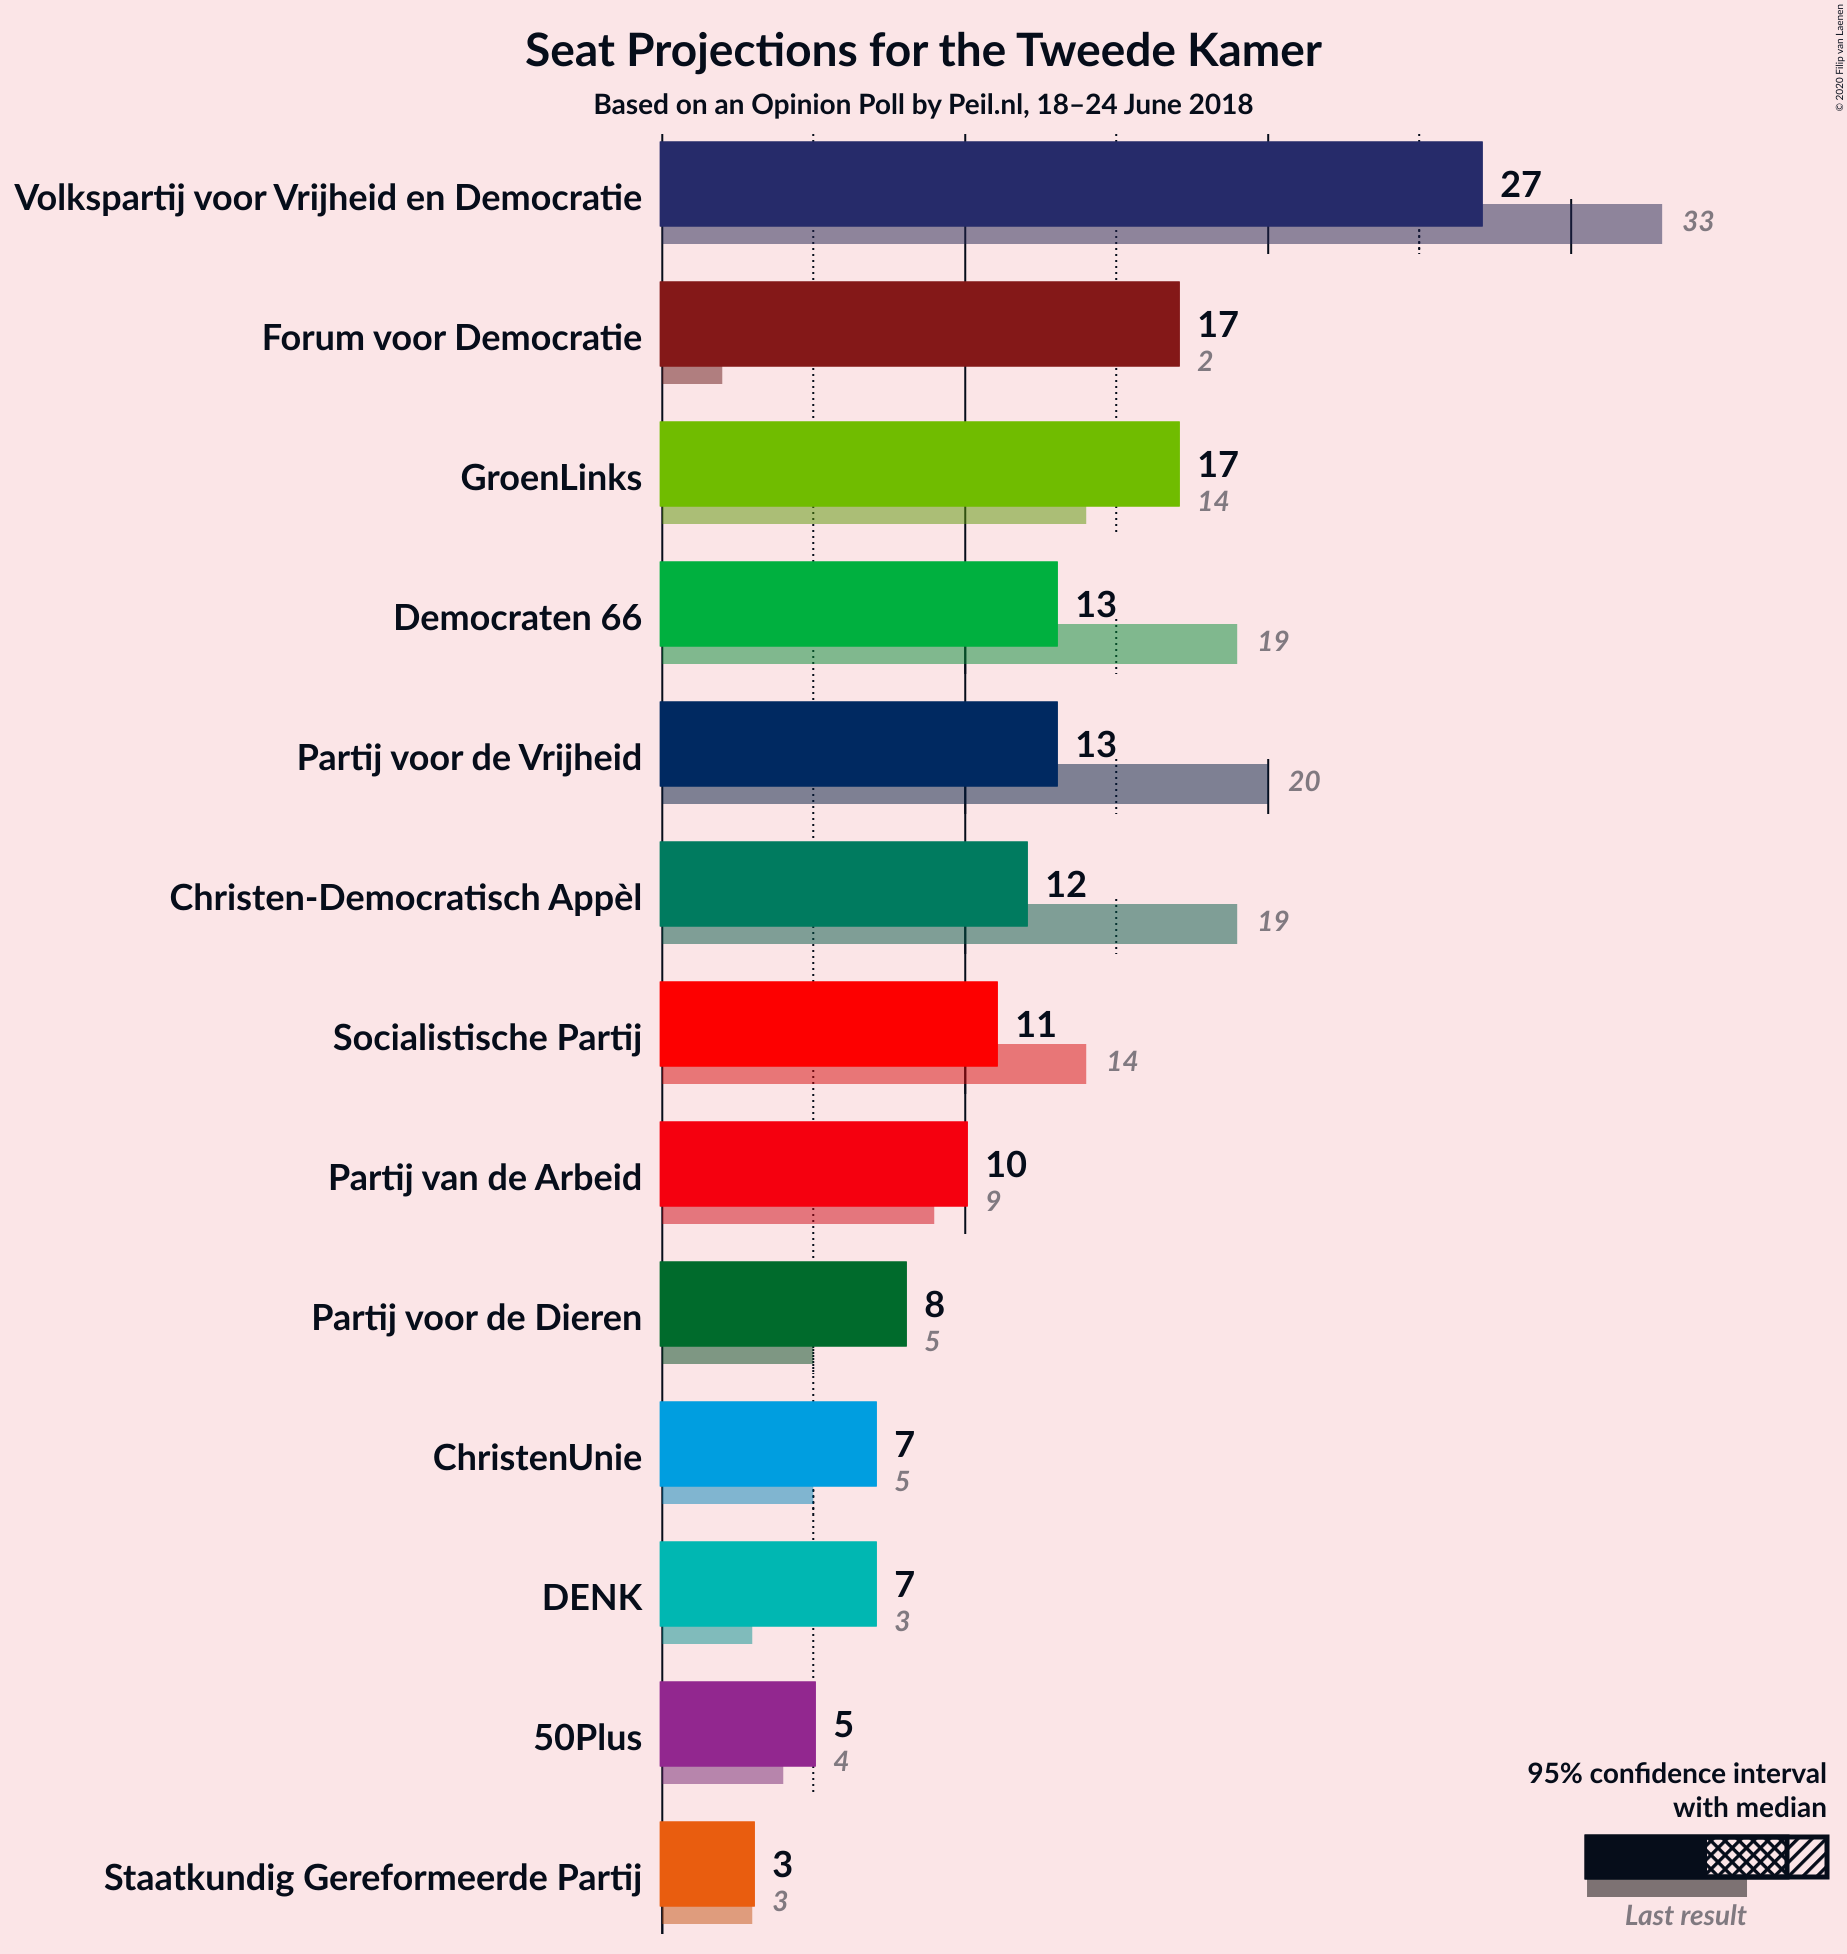 Seat Projections for the Tweede Kamer
Based on an Opinion Poll by Peil.nl, 18–24 June 2018
© 2020 Filip van Laenen
Volkspartij voor Vrijheid en Democratie
27
33
Forum voor Democratie
17
2
GroenLinks
17
14
Democraten 66
13
19
Partij voor de Vrijheid
13
20
Christen-Democratisch Appèl
12
19
Socialistische Partij
11
14
Partij van de Arbeid
10
9
Partij voor de Dieren
8
5
ChristenUnie
7
5
DENK
7
3
50Plus
5
4
Staatkundig Gereformeerde Partij
3
3
95% confidence interval
with median
Last result